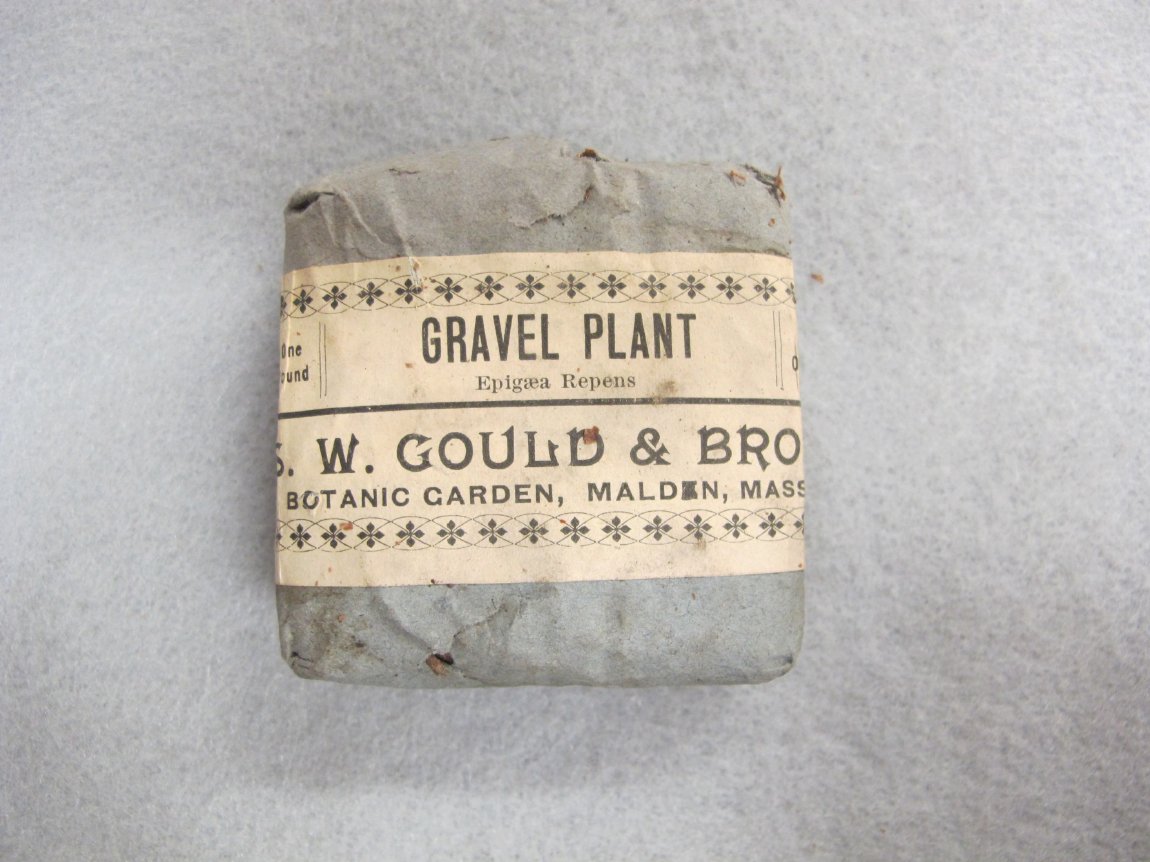 GRAVEL PLANT
One
ound
O
Epigæa Repens
S. W. GOULD & BRO
BOTANIC GARDEN, MALDEN, MASS